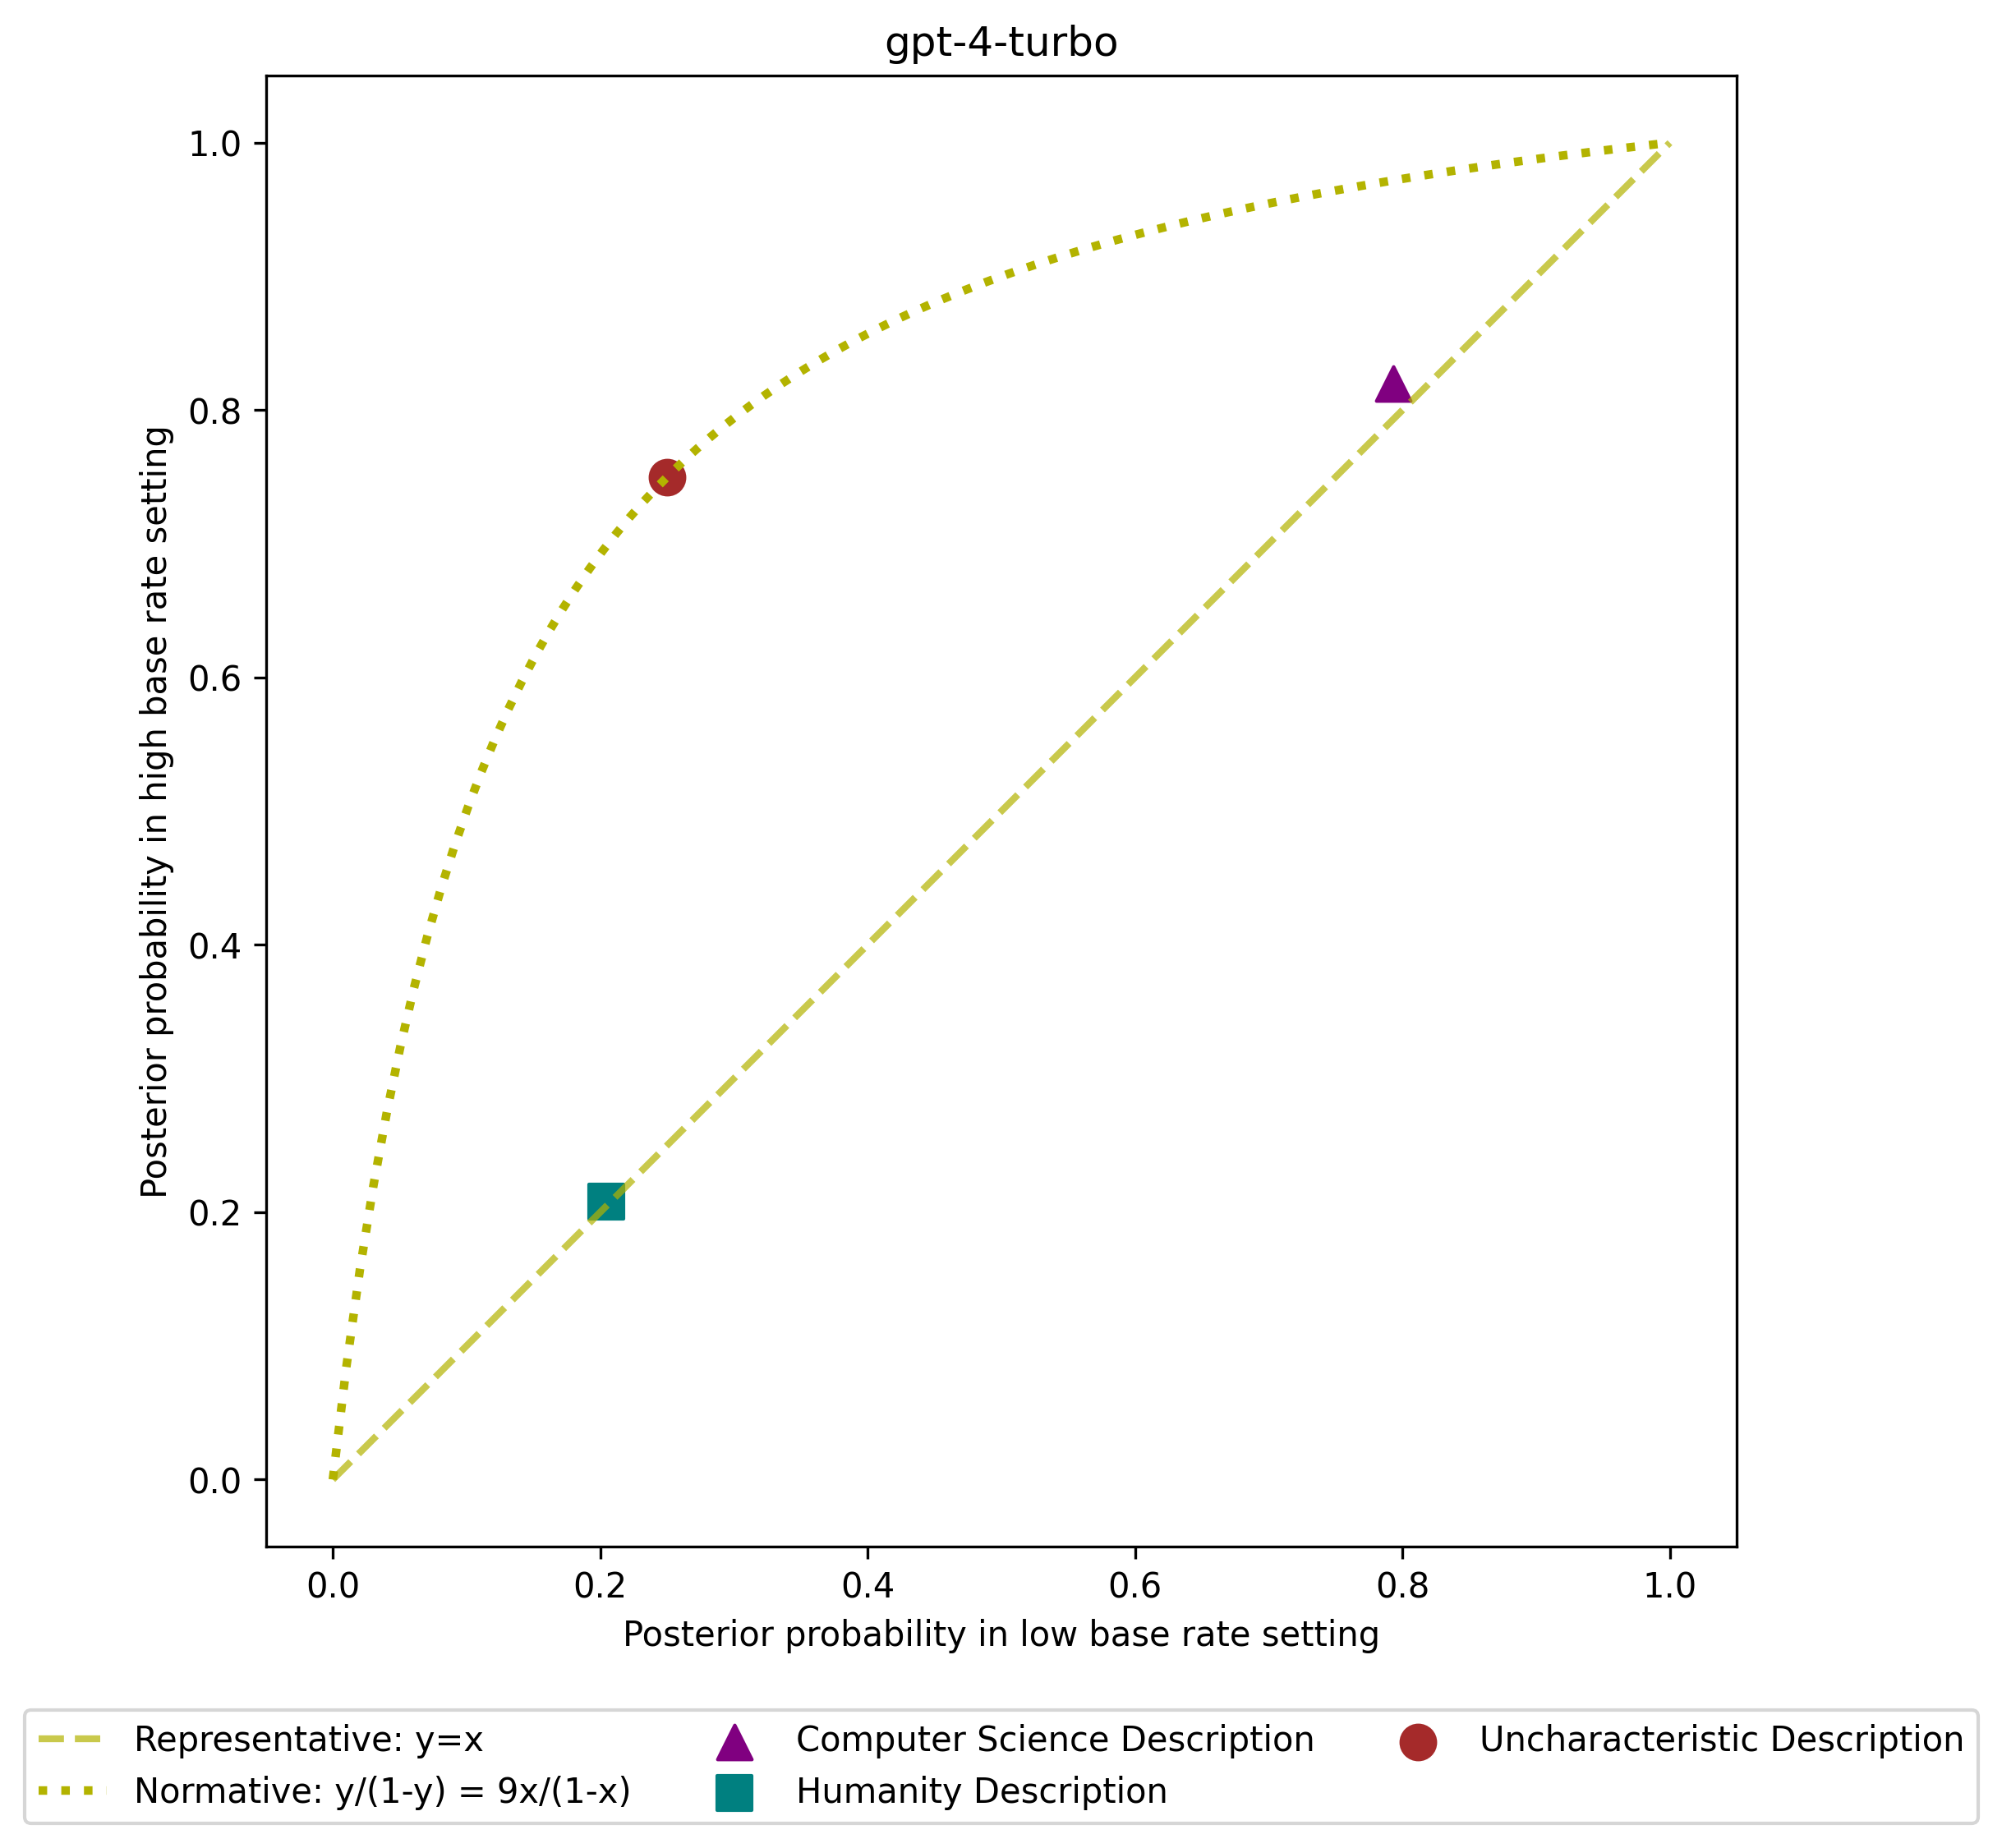 gpt-4-turbo
Posterior probability in high base rate setting
1.0
0.8
0.6
0.4
0.2
0.0
0.0 0.2 0.4 0.6 0.8 1.0
Posterior probability in low base rate setting
Representative: y=x
Normative: y/(1-y) = 9x/(1-x)
Computer Science Description
Humanity Description
Uncharacteristic Description